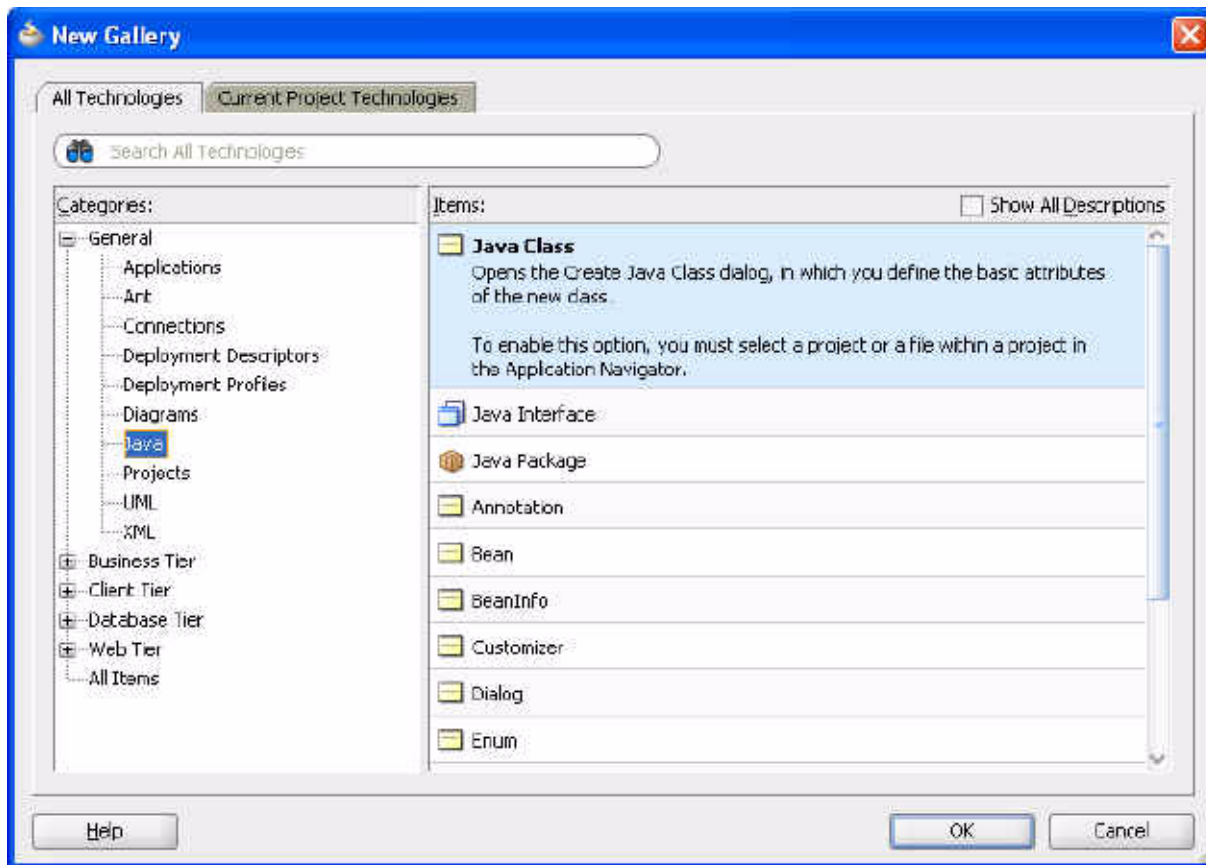 New Gallery
All Technologies
Current Project Technologies
Search All Technologies
Categories:
General
Applications
Ant
Connections
Deployment Descriptors
Deployment Profiles
Diagrams
Java
Projects
UML
XML
Business Tier
Client Tier
Database Tier
Web Tier
All Items
Items:
Show All Descriptions
Java Class
Opens the Create Java Class dialog, in which you define the basic attributes
of the new class.
To enable this option, you must select a project or a file within a project in
the Application Navigator.
Java Interface
Java Package
Annotation
Bean
BeanInfo
Customizer
Dialog
Enum
Help
OK
Cancel